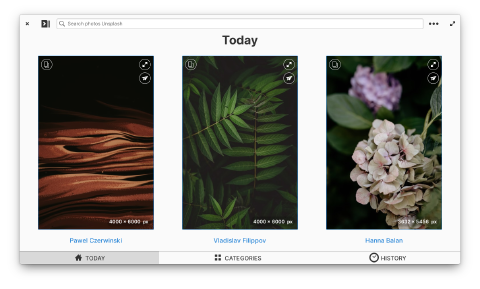 Search photos Unsplash
Today
4000 × 6000 px
4000 × 6000 px
3632 × 5456 px
Pawel Czerwinski
Vladislav Filippov
Hanna Balan
TODAY
CATEGORIES
HISTORY